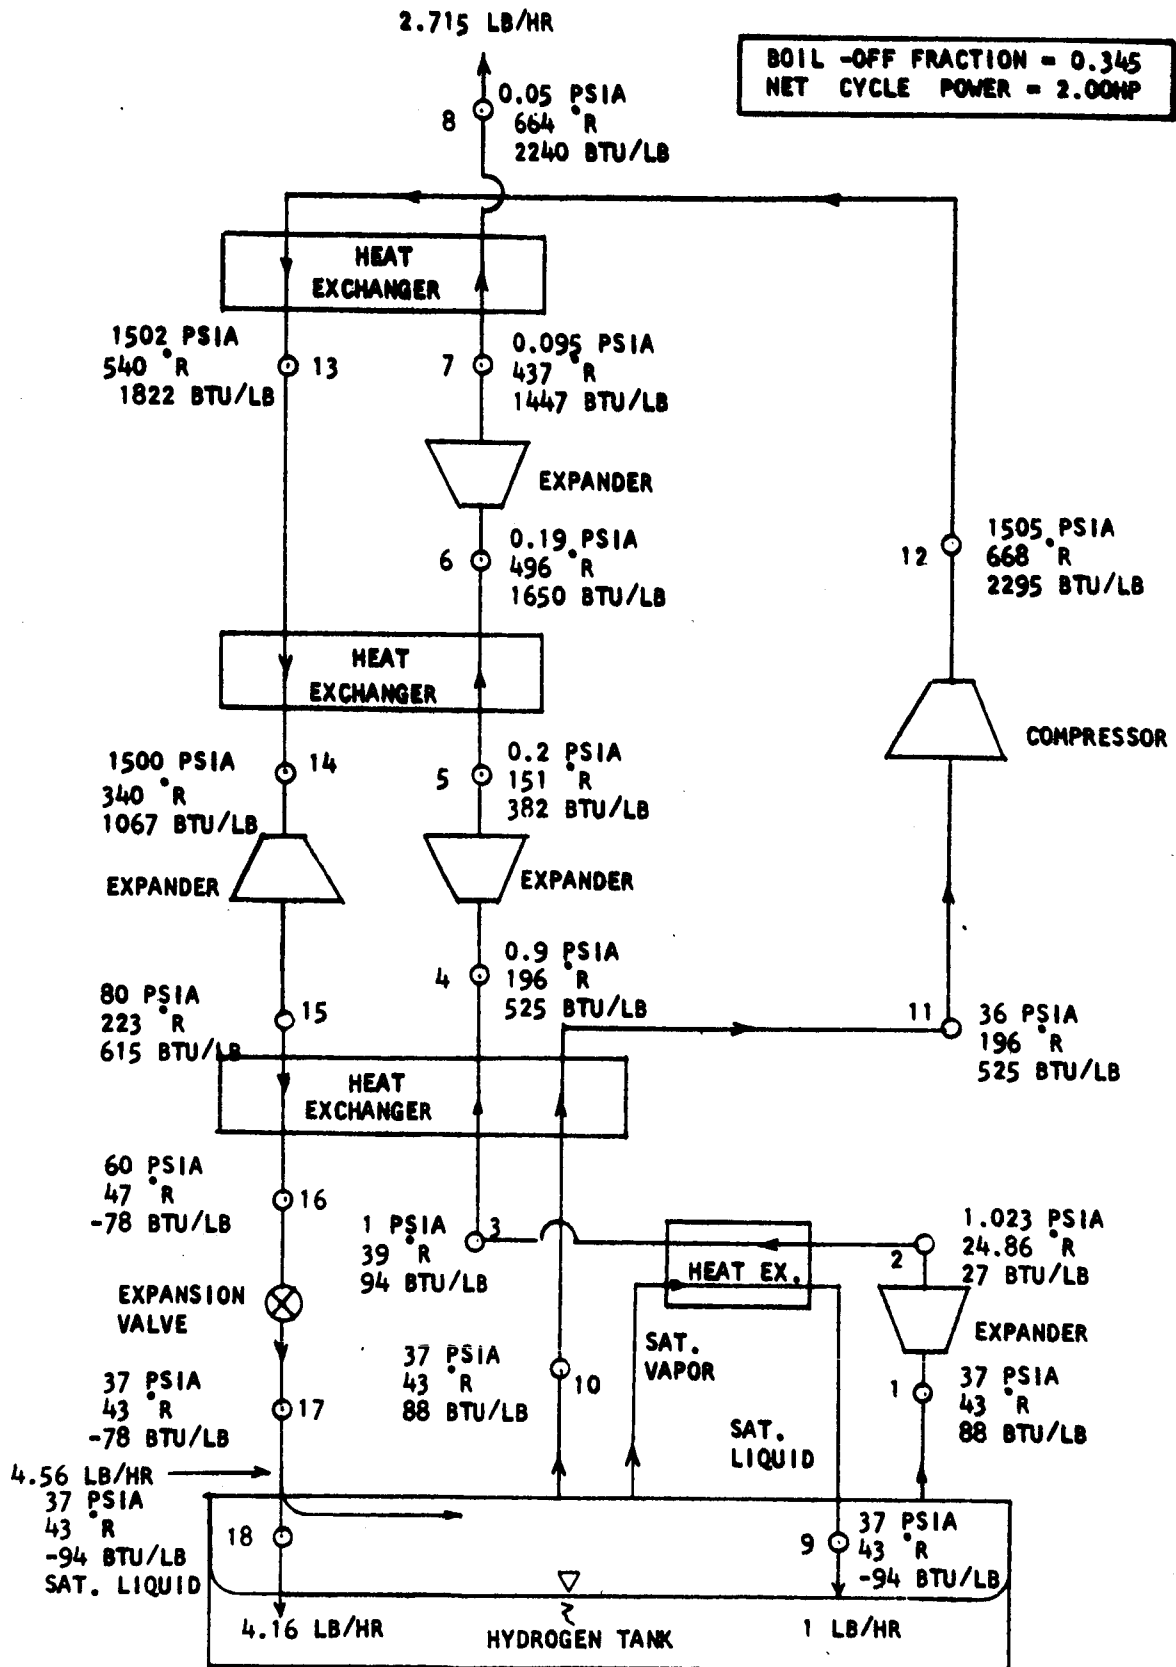 2.715 LB/HR
BOIL -OFF FRACTION = 0.345
NET CYCLE POWER = 2.00HP
8
0.05 PSIA
664 °R
2240 BTU/LB
HEAT
EXCHANGER
1502 PSIA
540 °R
1822 BTU/LB
13
7
0.095 PSIA
437 °R
1447 BTU/LB
EXPANDER
6
0.19 PSIA
496 °R
1650 BTU/LB
12
1505 PSIA
668 °R
2295 BTU/LB
HEAT
EXCHANGER
COMPRESSOR
1500 PSIA
340 °R
1067 BTU/LB
14
5
0.2 PSIA
151 °R
382 BTU/LB
EXPANDER
EXPANDER
4
0.9 PSIA
196 °R
525 BTU/LB
80 PSIA
223 °R
615 BTU/LB
15
11
36 PSIA
196 °R
525 BTU/LB
HEAT
EXCHANGER
60 PSIA
47 °R
-78 BTU/LB
16
1 PSIA
39 °R
94 BTU/LB
3
HEAT EX.
2
1.023 PSIA
24.86 °R
27 BTU/LB
EXPANSION
VALVE
EXPANDER
37 PSIA
43 °R
88 BTU/LB
10
SAT.
VAPOR
1
37 PSIA
43 °R
88 BTU/LB
37 PSIA
43 °R
-78 BTU/LB
17
SAT.
LIQUID
4.56 LB/HR
37 PSIA
43 °R
-94 BTU/LB
SAT. LIQUID
18
9
37 PSIA
43 °R
-94 BTU/LB
4.16 LB/HR
HYDROGEN TANK
1 LB/HR